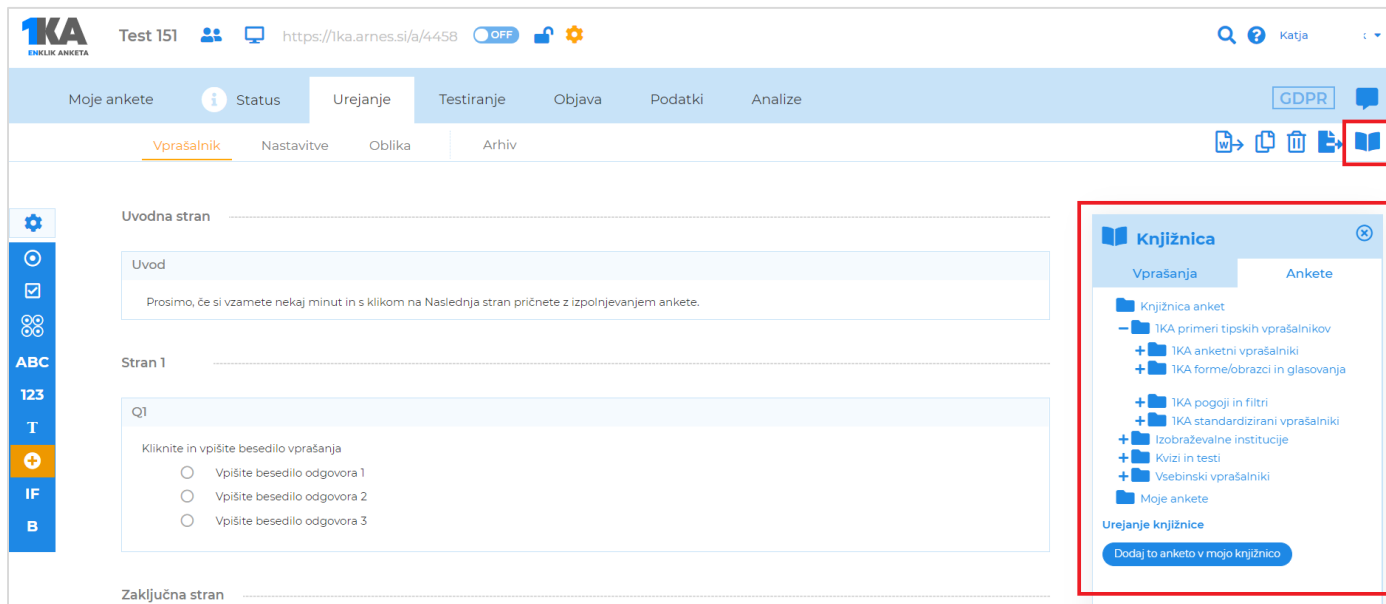 1KA
ENKLIK ANKETA
Test 151
https://1ka.arnes.si/a/4458
OFF
?
Katja
Moje ankete
i
Status
Urejanje
Testiranje
Objava
Podatki
Analize
GDPR
Vprašalnik
Nastavitve
Oblika
Arhiv
W
Uvodna stran
Uvod
Prosimo, če si vzamete nekaj minut in s klikom na Naslednja stran pričnete z izpolnjevanjem ankete.
Stran 1
Q1
Kliknite in vpišite besedilo vprašanja
Vpišite besedilo odgovora 1
Vpišite besedilo odgovora 2
Vpišite besedilo odgovora 3
Zaključna stran
ABC
123
T
IF
B
Knjižnica
Vprašanja
Ankete
Knjižnica anket
1KA primeri tipskih vprašalnikov
1KA anketni vprašalniki
1KA forme/obrazci in glasovanja
1KA pogoji in filtri
1KA standardizirani vprašalniki
Izobraževalne institucije
Kvizi in testi
Vsebinski vprašalniki
Moje ankete
Urejanje knjižnice
Dodaj to anketo v mojo knjižnico